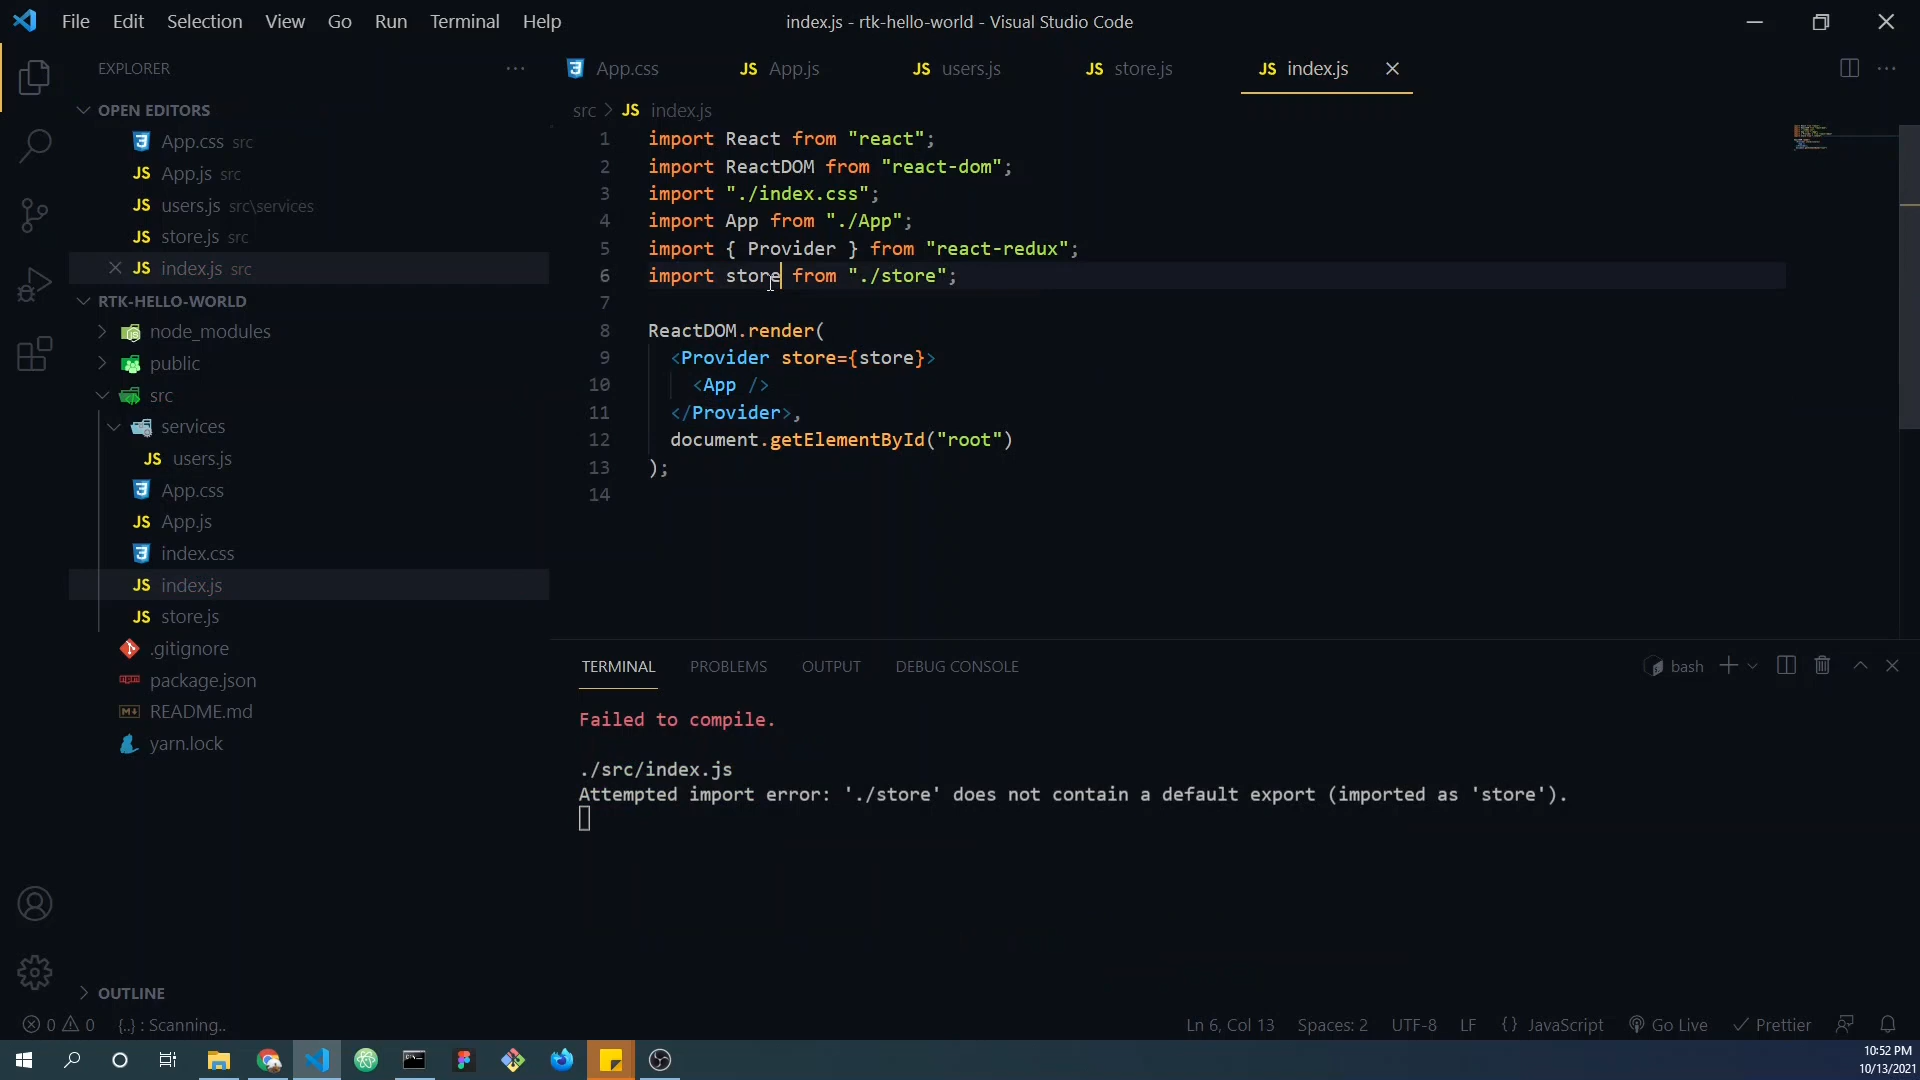 File Edit Selection View Go Run Terminal Help
index.js - rtk-hello-world - Visual Studio Code
EXPLORER
OPEN EDITORS
App.css src
App.js src
users.js src\services
store.js src
index.js src
RTK-HELLO-WORLD
node_modules
public
src
services
JS users.js
App.css
JS App.js
index.css
JS index.js
JS store.js
.gitignore
package.json
README.md
yarn.lock
OUTLINE
App.css JS App.js JS users.js JS store.js JS index.js
src > JS index.js
1 import React from "react";
2 import ReactDOM from "react-dom";
3 import "./index.css";
4 import App from "./App";
5 import { Provider } from "react-redux";
6 import store from "./store";
7
8 ReactDOM.render(
9 <Provider store={store}>
10 <App />
11 </Provider>,
12 document.getElementById("root")
13 );
14
TERMINAL PROBLEMS OUTPUT DEBUG CONSOLE
bash
Failed to compile.
./src/index.js
Attempted import error: './store' does not contain a default export (imported as 'store').
0 0 {..} : Scanning..
Ln 6, Col 13 Spaces: 2 UTF-8 LF {} JavaScript Go Live Prettier
10:52 PM
10/13/2021